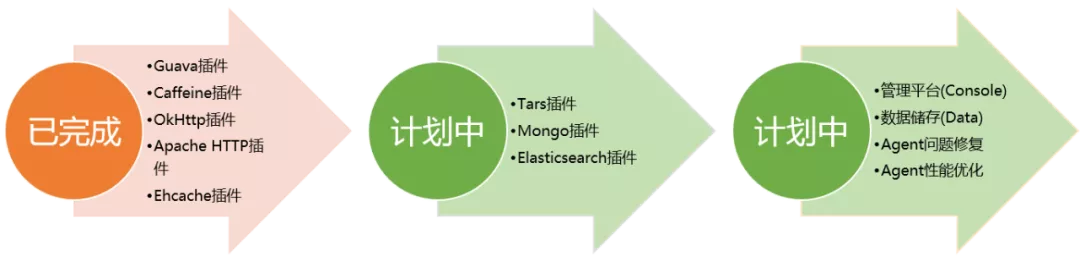 已完成
•Guava插件
•Caffeine插件
•OkHttp插件
•Apache HTTP插
件
•Ehcache插件
计划中
•Tars插件
•Mongo插件
•Elasticsearch插件
计划中
•管理平台(Console)
•数据储存(Data)
•Agent问题修复
•Agent性能优化